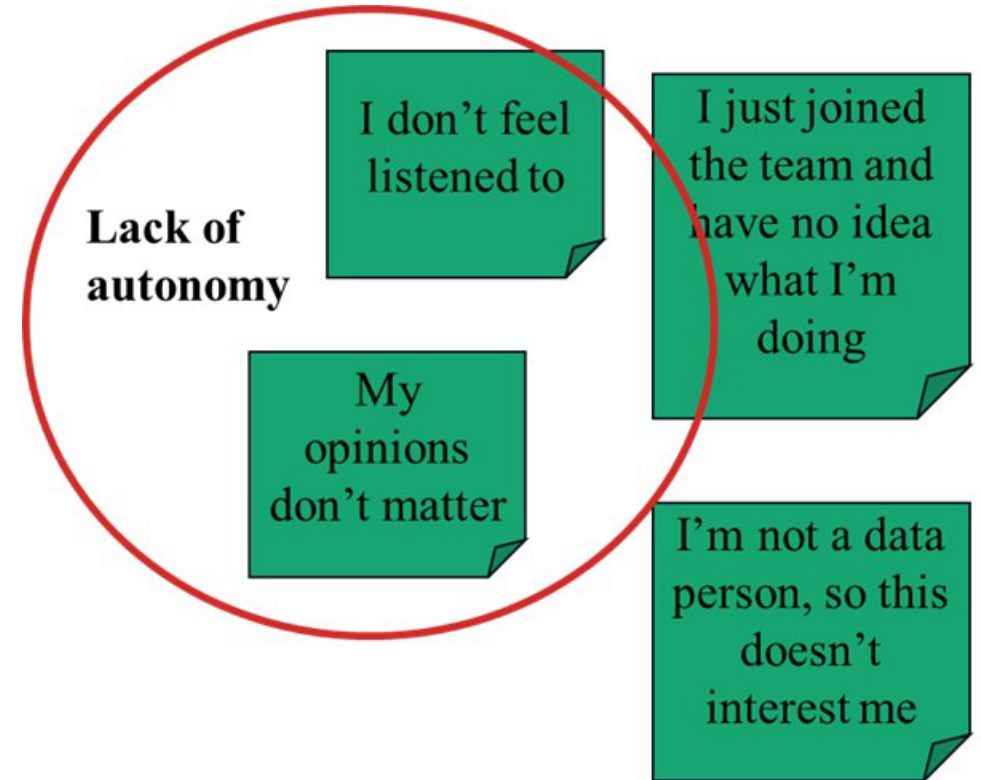 Lack of
autonomy
I don’t feel
listened to
My
opinions
don’t matter
I just joined
the team and
have no idea
what I’m
doing
I’m not a data
person, so this
doesn’t
interest me